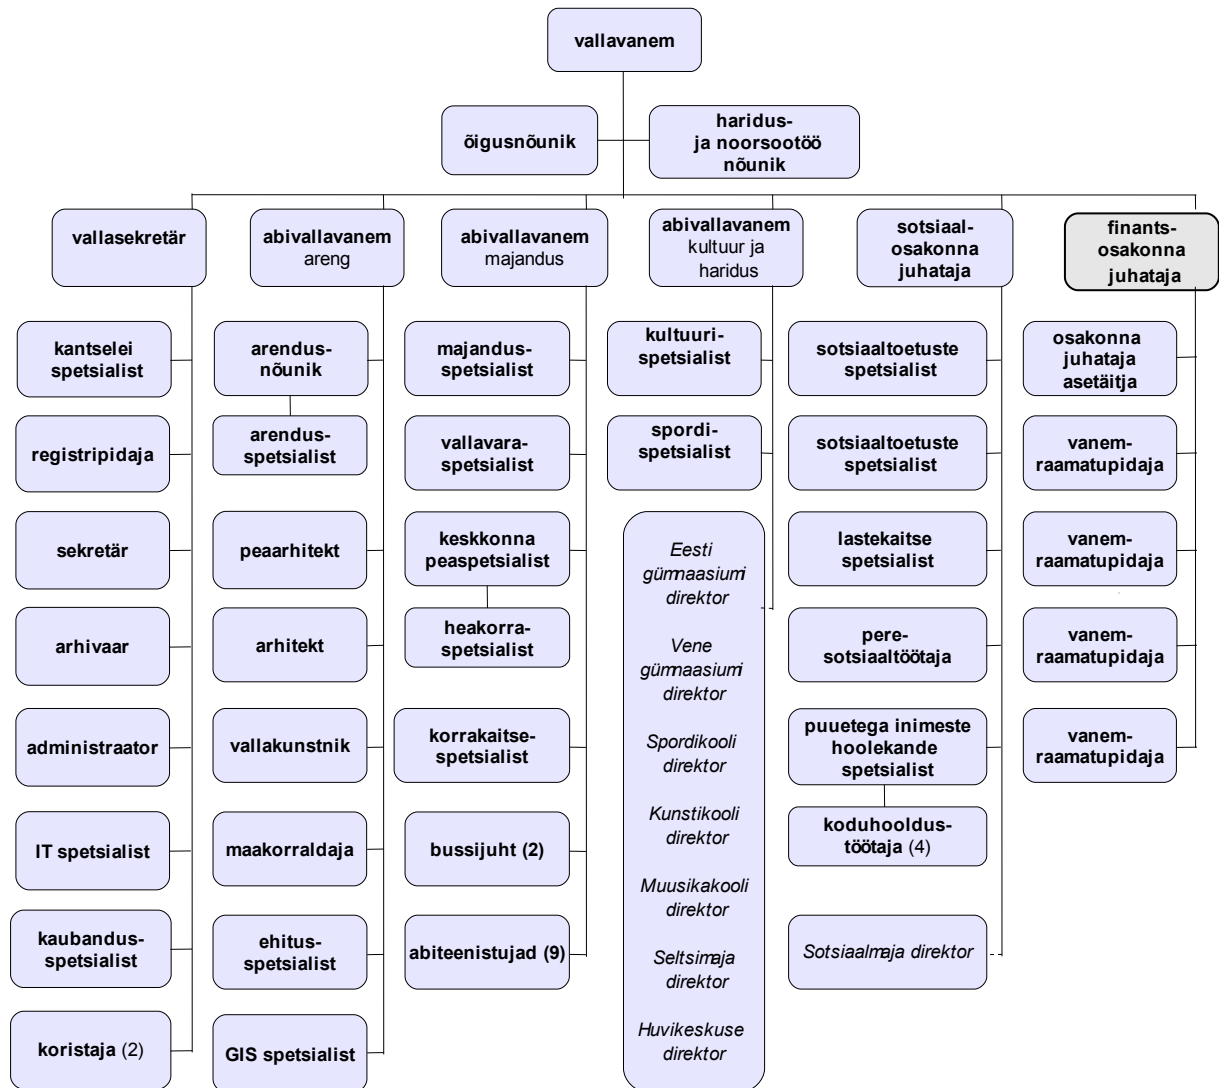 vallavanem
õigusnõunik
haridus-
ja noorsootöö
nõunik
vallasekretär
abivallavanem
areng
abivallavanem
majandus
abivallavanem
kultuur ja
haridus
sotsiaal-
osakonna
juhataja
finants-
osakonna
juhataja
kantselei
spetsialist
registripidaja
sekretär
arhivaar
administraator
IT spetsialist
kaubandus-
spetsialist
koristaja (2)
arendus-
nõunik
arendus-
spetsialist
peaarhitekt
arhitekt
vallakunstnik
maakorraldaja
ehitus-
spetsialist
GIS spetsialist
majandus-
spetsialist
vallavara-
spetsialist
keskkonna
peaspetsialist
heakorra-
spetsialist
korrakaitse-
spetsialist
bussijuht (2)
abiteenistujad (9)
kultuuri-
spetsialist
spordi-
spetsialist
Eesti
gümnaasiumi
direktor
Vene
gümnaasiumi
direktor
Spordikooli
direktor
Kunstikooli
direktor
Muusikakooli
direktor
Seltsimaja
direktor
Huvikeskuse
direktor
sotsiaaltoetuste
spetsialist
sotsiaaltoetuste
spetsialist
lastekaitse
spetsialist
pere-
sotsiaaltöötaja
puuetega inimeste
hoolekande
spetsialist
koduhooldus-
töötaja (4)
Sotsiaalmaja direktor
osakonna
juhataja
asetäitja
vanem-
raamatupidaja
vanem-
raamatupidaja
vanem-
raamatupidaja
vanem-
raamatupidaja